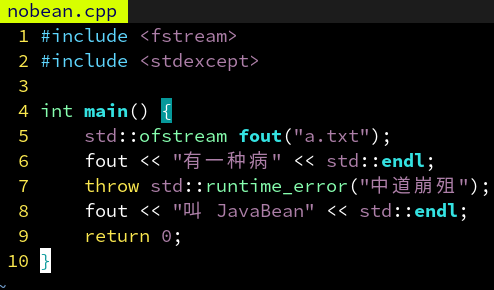 nobean.cpp
1 #include <fstream>
2 #include <stdexcept>
3
4 int main() {
5     std::ofstream fout("a.txt");
6     fout << "有一种病" << std::endl;
7     throw std::runtime_error("中道崩殂");
8     fout << "叫 JavaBean" << std::endl;
9     return 0;
10 }
~